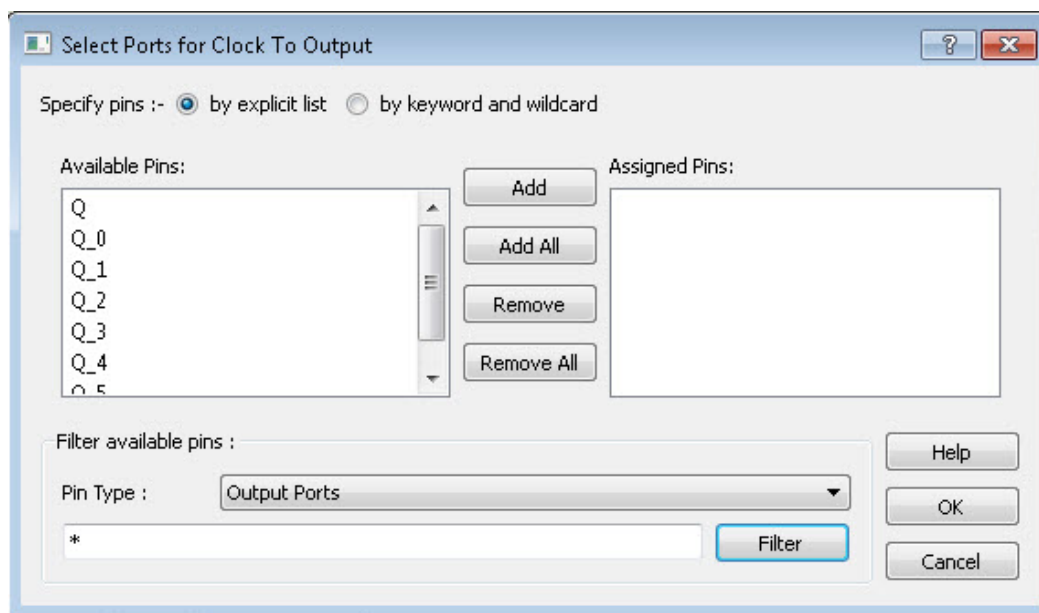 Select Ports for Clock To Output
Specify pins :- by explicit list by keyword and wildcard
Available Pins:
Q
Q_0
Q_1
Q_2
Q_3
Q_4
Q_5
Add
Add All
Remove
Remove All
Assigned Pins:
Filter available pins :
Pin Type : Output Ports
*
Filter
Help
OK
Cancel